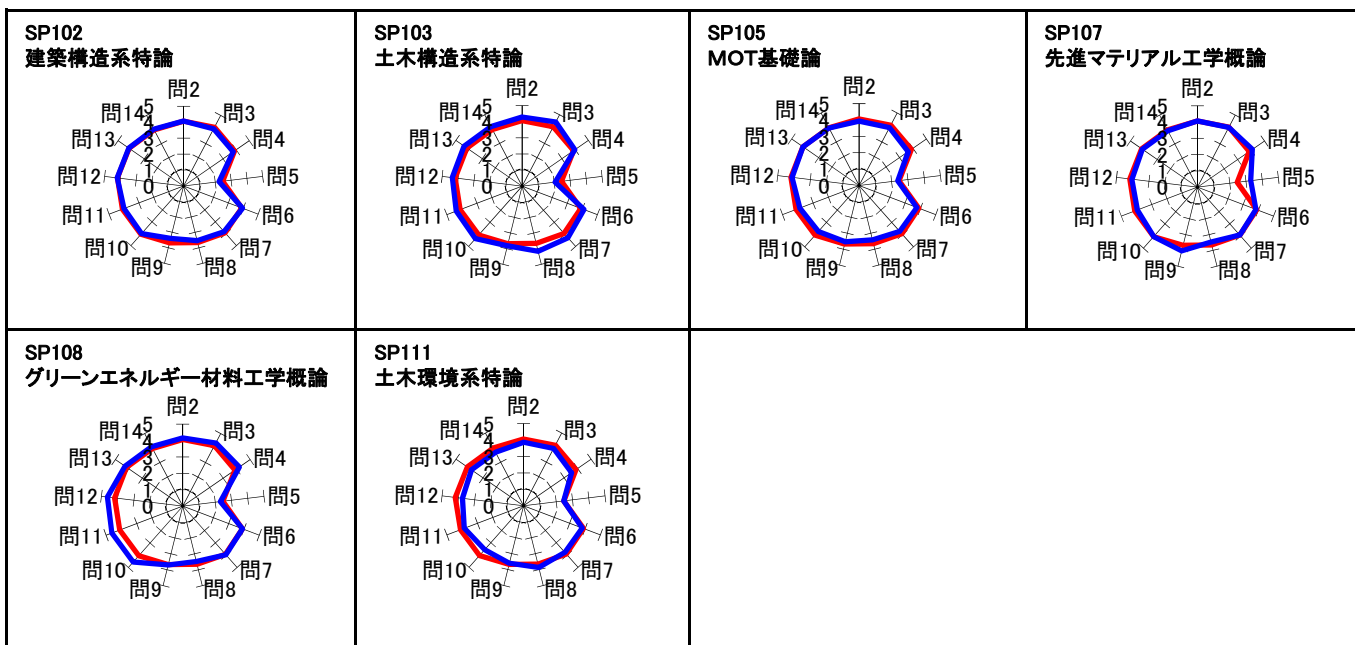 SP102
建築構造系特論
問2
問3
問4
問5
問6
問7
問8
問9
問10
問11
問12
問13
問14
5
4
3
2
1
0
SP103
土木構造系特論
問2
問3
問4
問5
問6
問7
問8
問9
問10
問11
問12
問13
問14
5
4
3
2
1
0
SP105
MOT基礎論
問2
問3
問4
問5
問6
問7
問8
問9
問10
問11
問12
問13
問14
5
4
3
2
1
0
SP107
先進マテリアル工学概論
問2
問3
問4
問5
問6
問7
問8
問9
問10
問11
問12
問13
問14
5
4
3
2
1
0
SP108
グリーンエネルギー材料工学概論
問2
問3
問4
問5
問6
問7
問8
問9
問10
問11
問12
問13
問14
5
4
3
2
1
0
SP111
土木環境系特論
問2
問3
問4
問5
問6
問7
問8
問9
問10
問11
問12
問13
問14
5
4
3
2
1
0